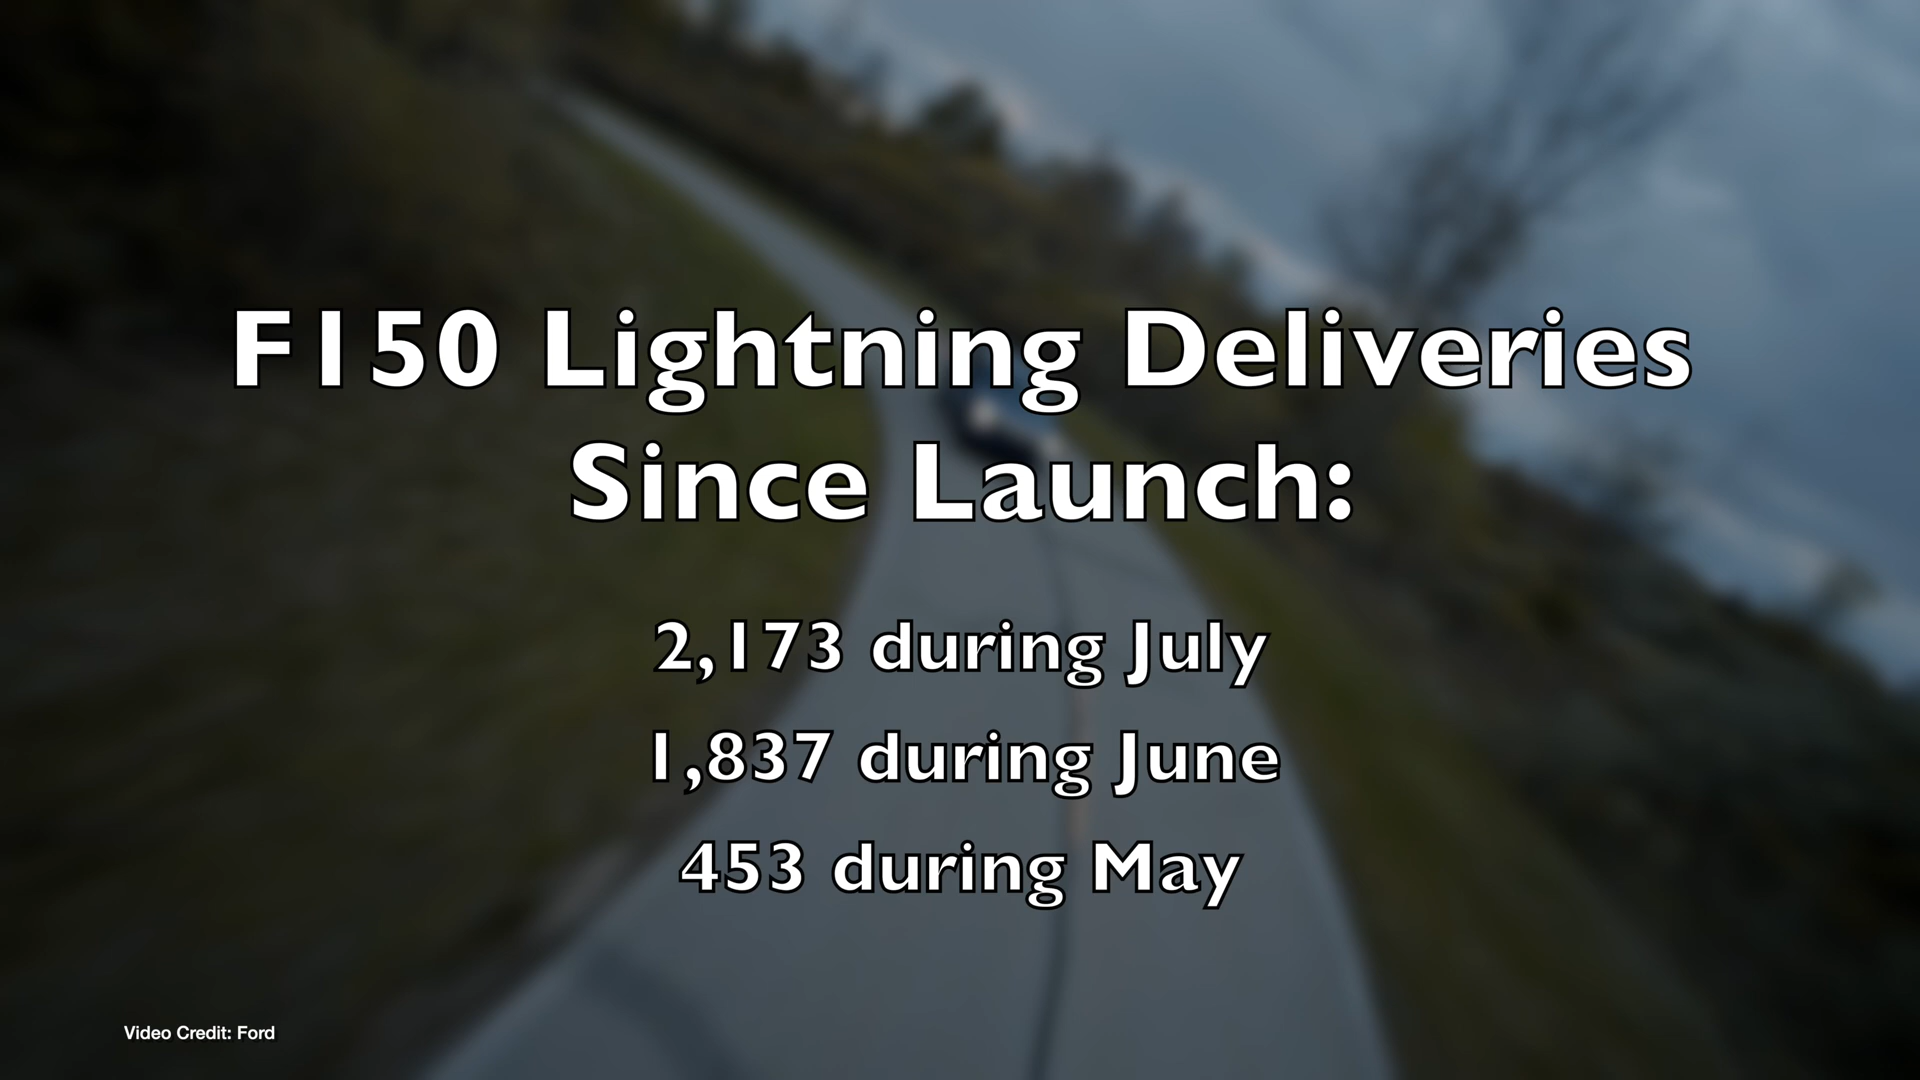 F150 Lightning Deliveries
Since Launch:
2,173 during July
1,837 during June
453 during May
Video Credit: Ford